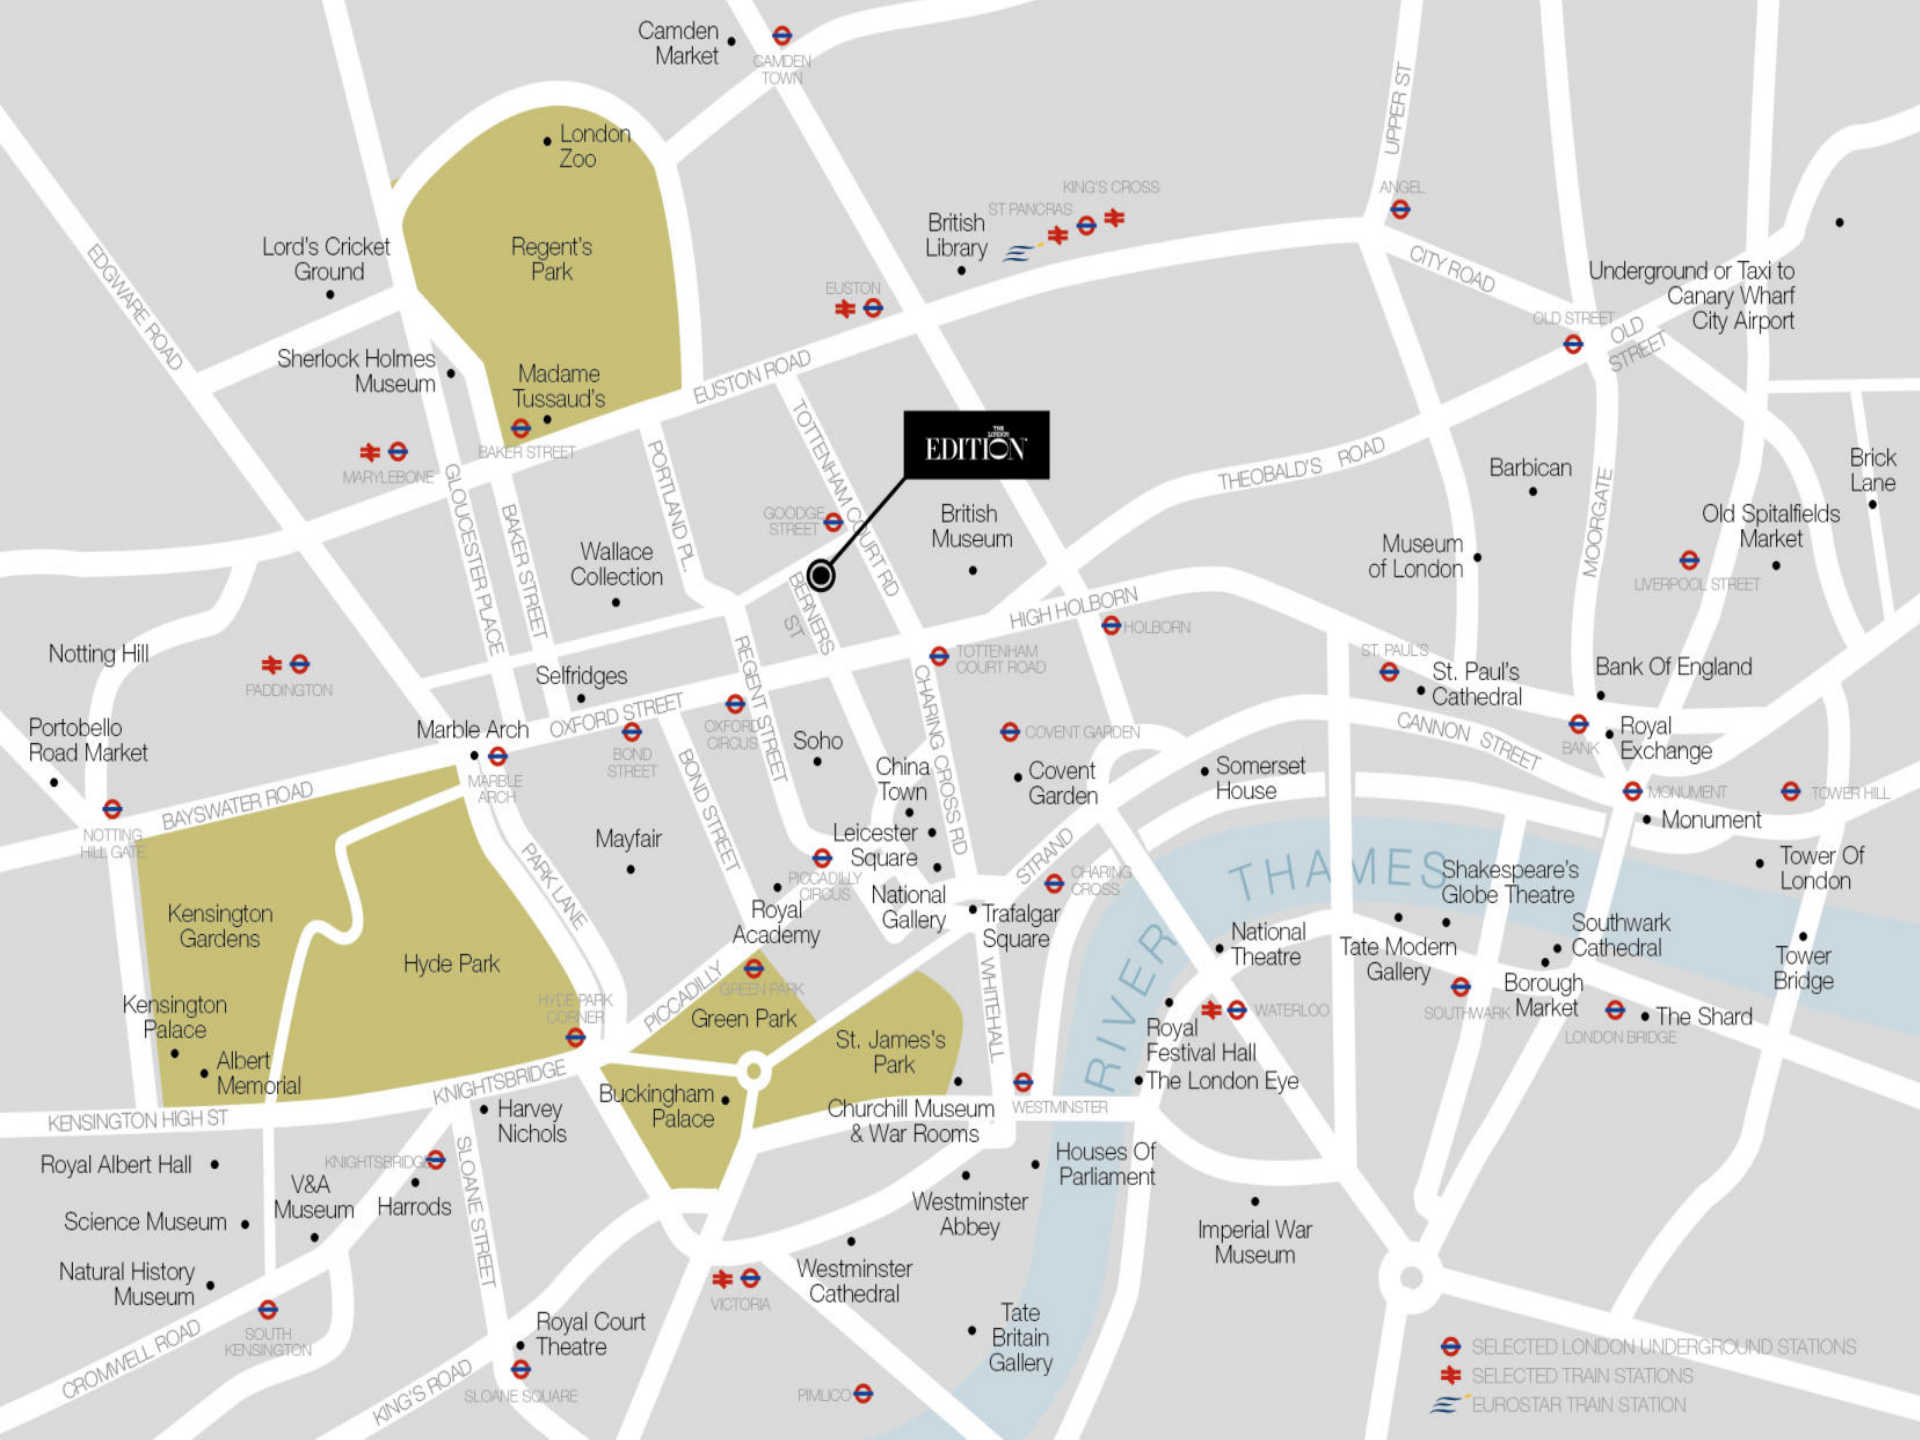 Camden
Market
CAMDEN
TOWN
London
Zoo
UPPER ST
KING'S CROSS
ST PANCRAS
ANGEL
British
Library
Lord's Cricket
Ground
Regent's
Park
EDGWARE ROAD
CITY ROAD
Underground or Taxi to
Canary Wharf
City Airport
EUSTON
OLD STREET
OLD
STREET
Sherlock Holmes
Museum
Madame
Tussaud's
EUSTON ROAD
BAKER STREET
MARYLEBONE
THE
LONDON
EDITION
TOTTENHAM COURT RD
PORTLAND PL.
GLOUCESTER PLACE
BAKER STREET
THEOBALD'S ROAD
Barbican
MOORGATE
Brick
Lane
Old Spitalfields
Market
GOODGE
STREET
British
Museum
Wallace
Collection
Museum
of London
LIVERPOOL STREET
BERNERS
ST
HIGH HOLBORN
HOLBORN
Notting Hill
PADDINGTON
Selfridges
REGENT STREET
TOTTENHAM
COURT ROAD
ST. PAUL'S
St. Paul's
Cathedral
Bank Of England
Portobello
Road Market
Marble Arch
MARBLE
ARCH
OXFORD STREET
BOND
STREET
OXFORD
CIRCUS
BOND STREET
Soho
CHARING CROSS RD
COVENT GARDEN
Covent
Garden
Somerset
House
CANNON STREET
BANK
Royal
Exchange
China
Town
BAYSWATER ROAD
NOTTING
HILL GATE
MONUMENT
Monument
TOWER HILL
Mayfair
PARK LANE
Leicester
Square
PICCADILLY
CIRCUS
STRAND
CHARING
CROSS
RIVER THAMES
Shakespeare's
Globe Theatre
Tower Of
London
Royal
Academy
National
Gallery
Trafalgar
Square
National
Theatre
Tate Modern
Gallery
Southwark
Cathedral
Tower
Bridge
Kensington
Gardens
Hyde Park
HYDE PARK
CORNER
PICCADILLY
GREEN PARK
Green Park
WHITEHALL
SOUTHWARK
Borough
Market
LONDON BRIDGE
The Shard
WATERLOO
Royal
Festival Hall
The London Eye
Kensington
Palace
Albert
Memorial
St. James's
Park
Buckingham
Palace
KENSINGTON HIGH ST
KNIGHTSBRIDGE
Harvey
Nichols
Churchill Museum
& War Rooms
WESTMINSTER
Houses Of
Parliament
Royal Albert Hall
KNIGHTSBRIDGE
SLOANE STREET
V&A
Museum
Harrods
Science Museum
Westminster
Abbey
Imperial War
Museum
Natural History
Museum
Westminster
Cathedral
VICTORIA
SOUTH
KENSINGTON
CROMWELL ROAD
KING'S ROAD
Royal Court
Theatre
SLOANE SQUARE
Tate
Britain
Gallery
PIMLICO
SELECTED LONDON UNDERGROUND STATIONS
SELECTED TRAIN STATIONS
EUROSTAR TRAIN STATION